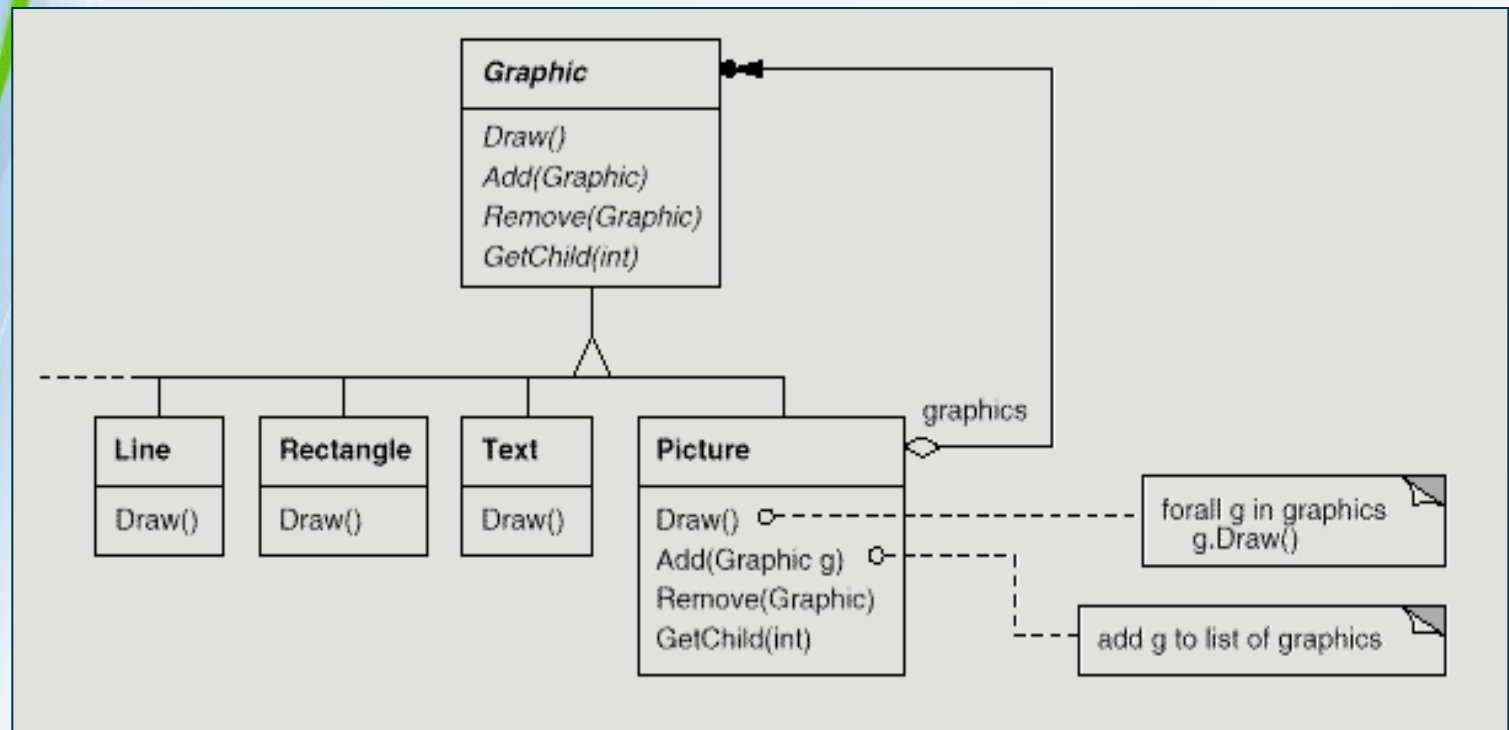 Graphic
Draw()
Add(Graphic)
Remove(Graphic)
GetChild(int)
graphics
Line
Draw()
Rectangle
Draw()
Text
Draw()
Picture
Draw()
Add(Graphic g)
Remove(Graphic)
GetChild(int)
forall g in graphics
g.Draw()
add g to list of graphics